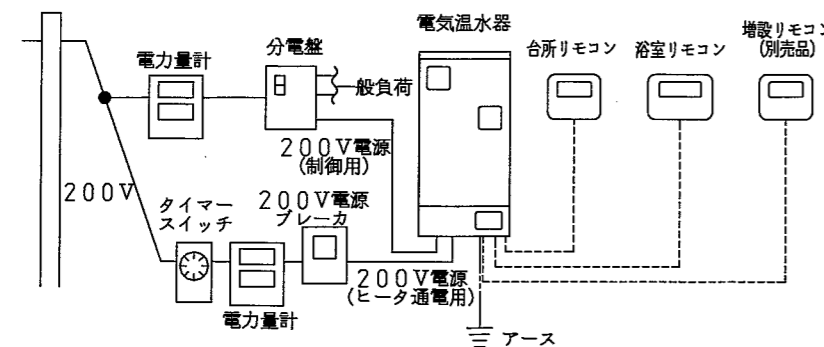 電気温水器
分電盤
電力量計
台所リモコン
浴室リモコン
増設リモコン
(別売品)
一般負荷
200V電源
(制御用)
200V
タイマー
スイッチ
200V電源
ブレーカ
200V電源
(ヒータ通電用)
電力量計
アース